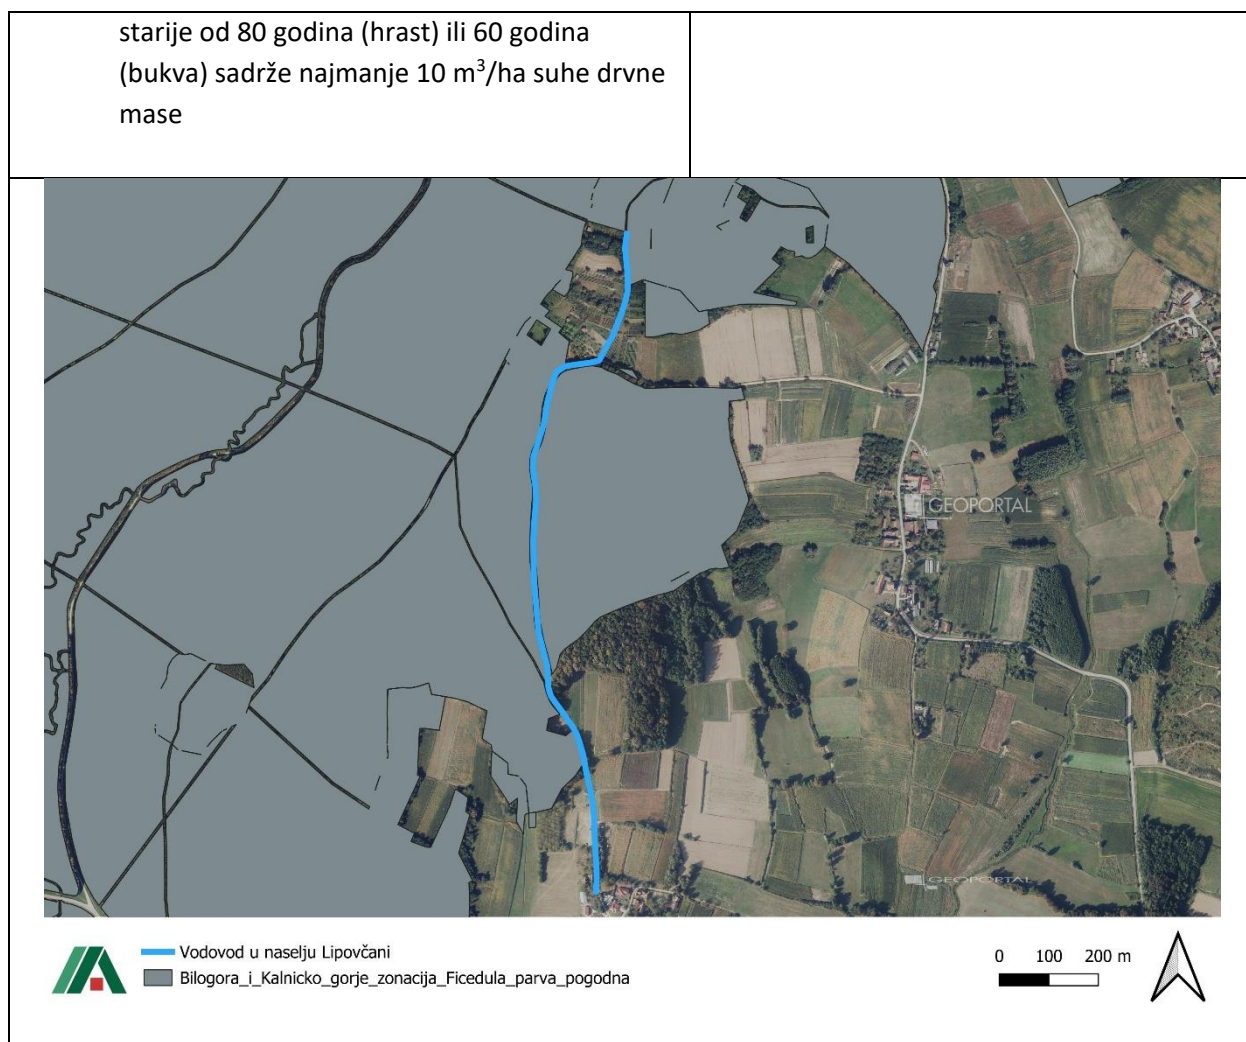 starije od 80 godina (hrast) ili 60 godina
(bukva) sadrže najmanje 10 m³/ha suhe drvne
mase
GEOPORTAL
GEOPORTAL
Vodovod u naselju Lipovčani
Bilogora_i_Kalnicko_gorje_zonacija_Ficedula_parva_pogodna
0 100 200 m